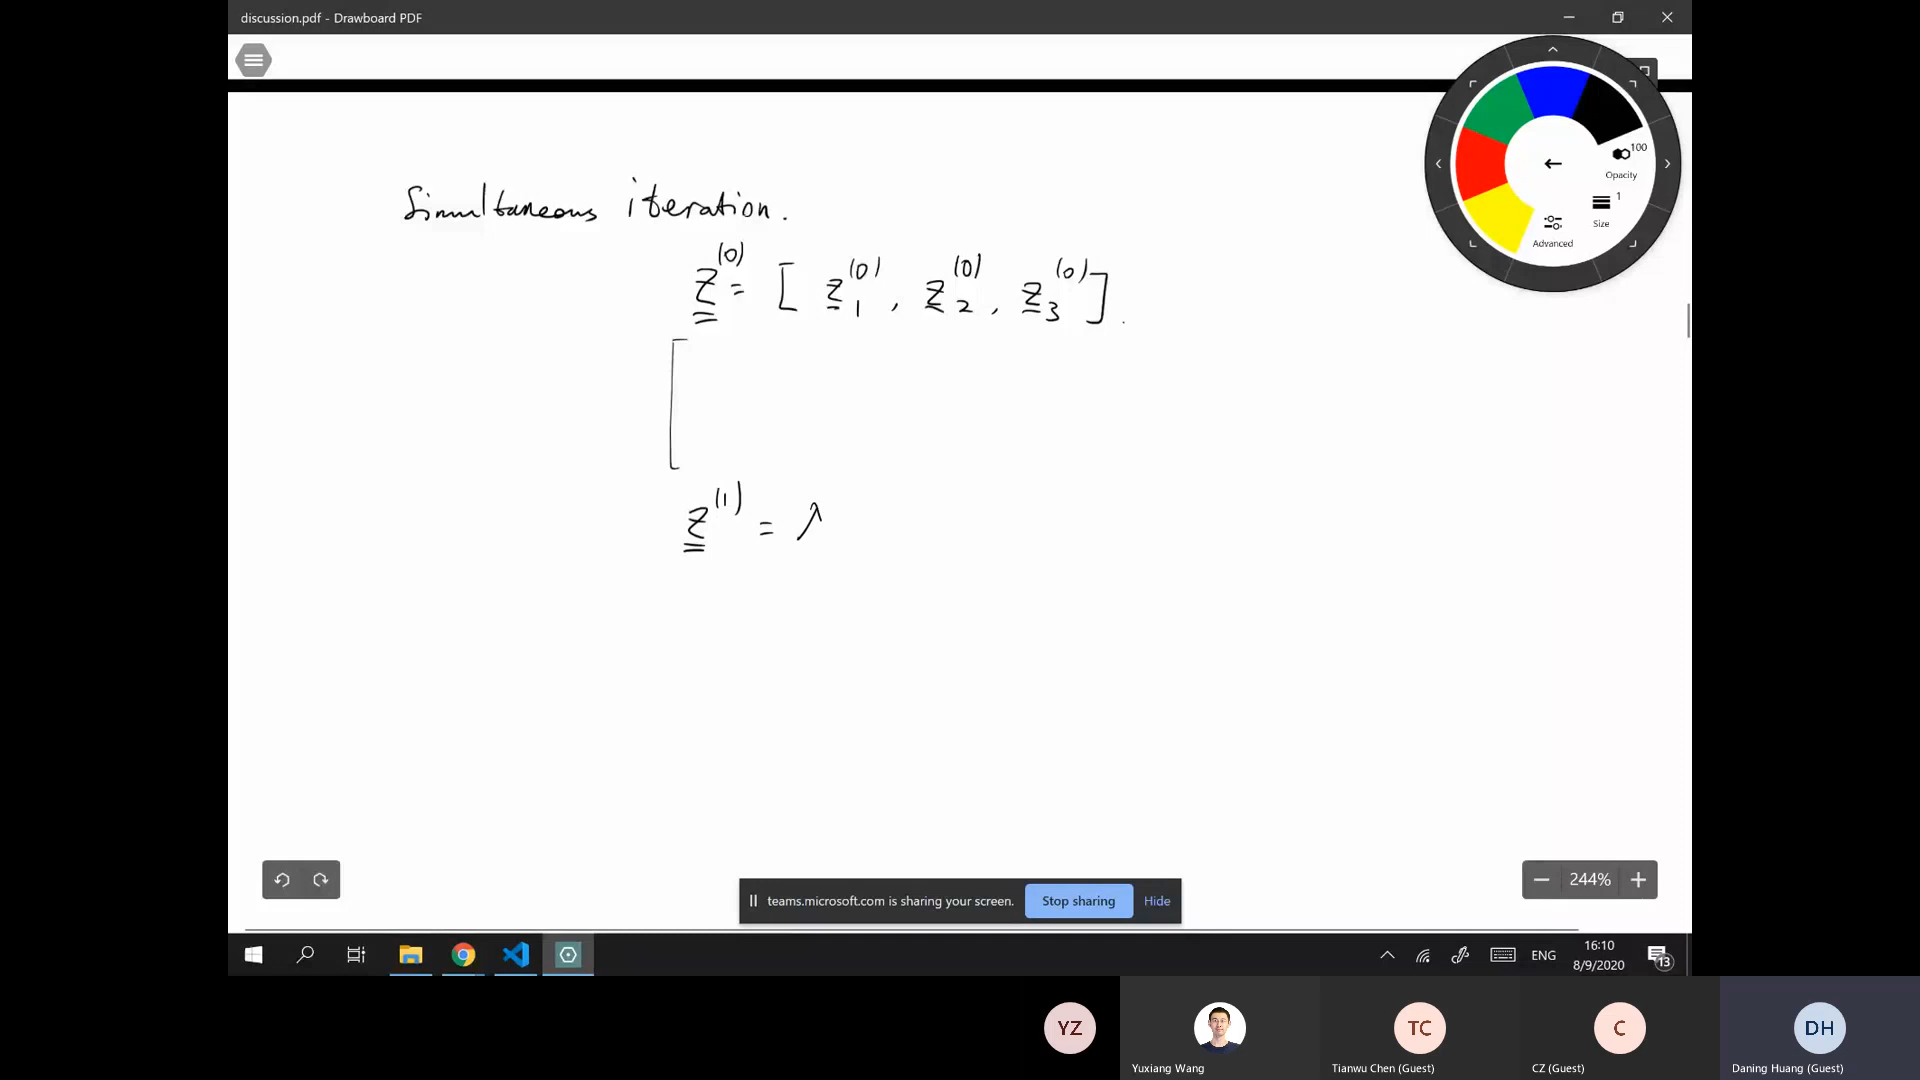 discussion.pdf - Drawboard PDF
100
Opacity
1
Size
Advanced
Simultaneous iteration.
z^(0) = [ z_1^(0), z_2^(0), z_3^(0) ].
[
z^(1) = λ
244%
teams.microsoft.com is sharing your screen. Stop sharing Hide
ENG
16:10
8/9/2020
13
YZ
TC
C
DH
Yuxiang Wang
Tianwu Chen (Guest)
CZ (Guest)
Daning Huang (Guest)